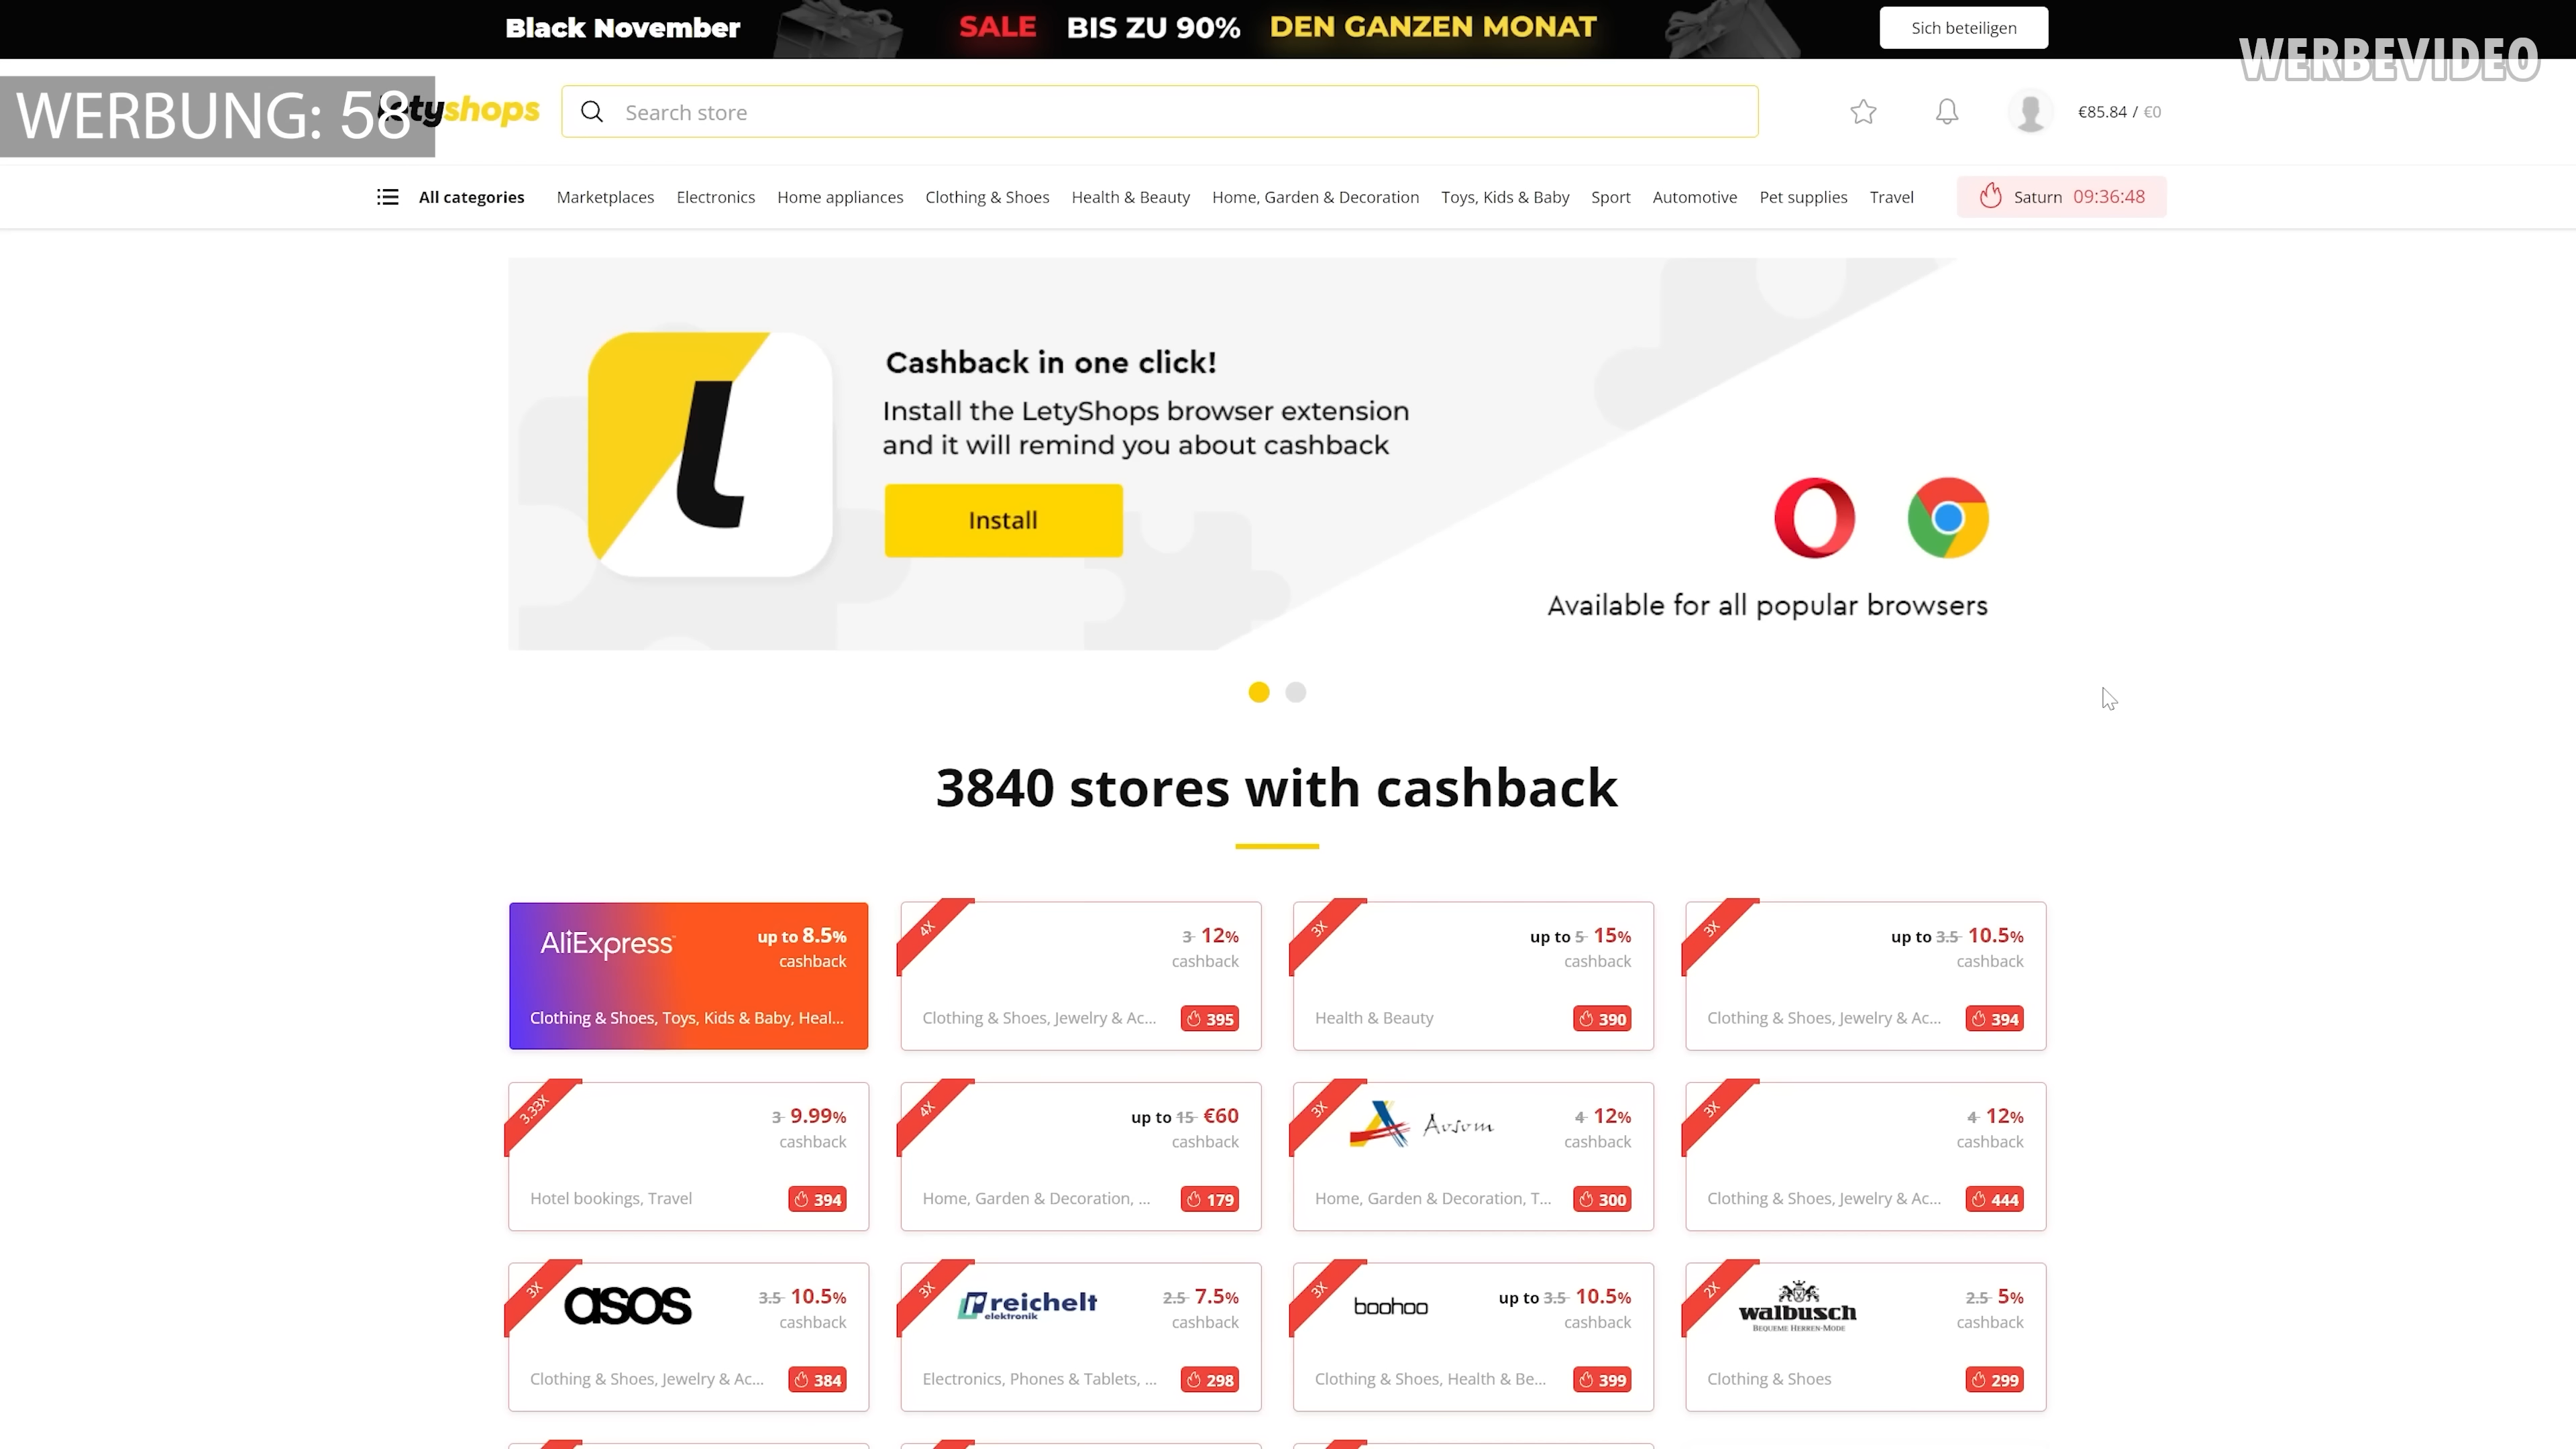 Black November
SALE BIS ZU 90% DEN GANZEN MONAT
Sich beteiligen
WERBEVIDEO
WERBUNG: 58
letyshops
Search store
€85.84 / €0
All categories Marketplaces Electronics Home appliances Clothing & Shoes Health & Beauty Home, Garden & Decoration Toys, Kids & Baby Sport Automotive Pet supplies Travel Saturn 09:36:48
Cashback in one click!
Install the LetyShops browser extension
and it will remind you about cashback
Install
Available for all popular browsers
3840 stores with cashback
AliExpress
up to 8.5%
cashback
Clothing & Shoes, Toys, Kids & Baby, Heal...
4X
3 12%
cashback
Clothing & Shoes, Jewelry & Ac...
395
3X
up to 5 15%
cashback
Health & Beauty
390
3X
up to 3.5 10.5%
cashback
Clothing & Shoes, Jewelry & Ac...
394
3.33X
3 9.99%
cashback
Hotel bookings, Travel
394
4X
up to 15 €60
cashback
Home, Garden & Decoration, ...
179
3X
Aosom
4 12%
cashback
Home, Garden & Decoration, T...
300
3X
4 12%
cashback
Clothing & Shoes, Jewelry & Ac...
444
3X
asos
3.5 10.5%
cashback
Clothing & Shoes, Jewelry & Ac...
384
3X
reichelt
elektronik
2.5 7.5%
cashback
Electronics, Phones & Tablets, ...
298
3X
boohoo
up to 3.5 10.5%
cashback
Clothing & Shoes, Health & Be...
399
2X
walbusch
BEQUEME HERREN-MODE
2.5 5%
cashback
Clothing & Shoes
299